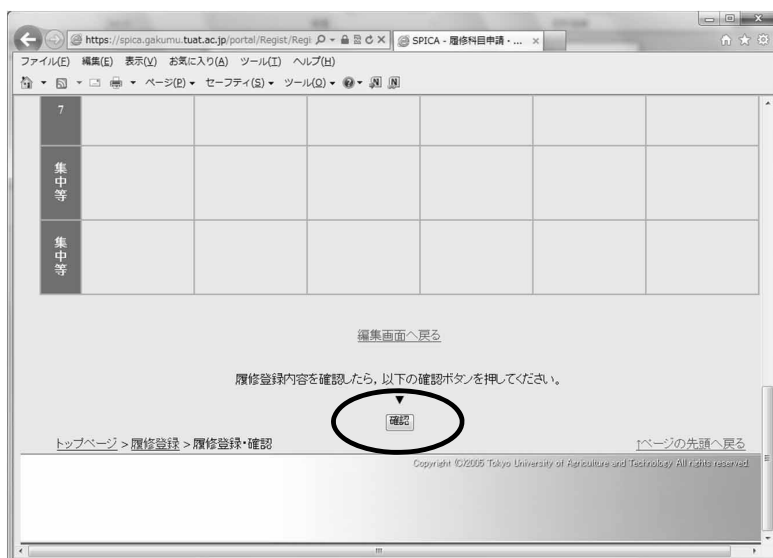 https://spica.gakumu.tuat.ac.jp/portal/Regist/Regi
SPICA - 履修科目申請・...
ファイル(F) 編集(E) 表示(V) お気に入り(A) ツール(T) ヘルプ(H)
ページ(P) セーフティ(S) ツール(O)
7
集中等
集中等
編集画面へ戻る
履修登録内容を確認したら，以下の確認ボタンを押してください。
▼
確認
トップページ > 履修登録 > 履修登録・確認
↑ページの先頭へ戻る
Copyright (C)2005 Tokyo University of Agriculture and Technology All rights reserved.